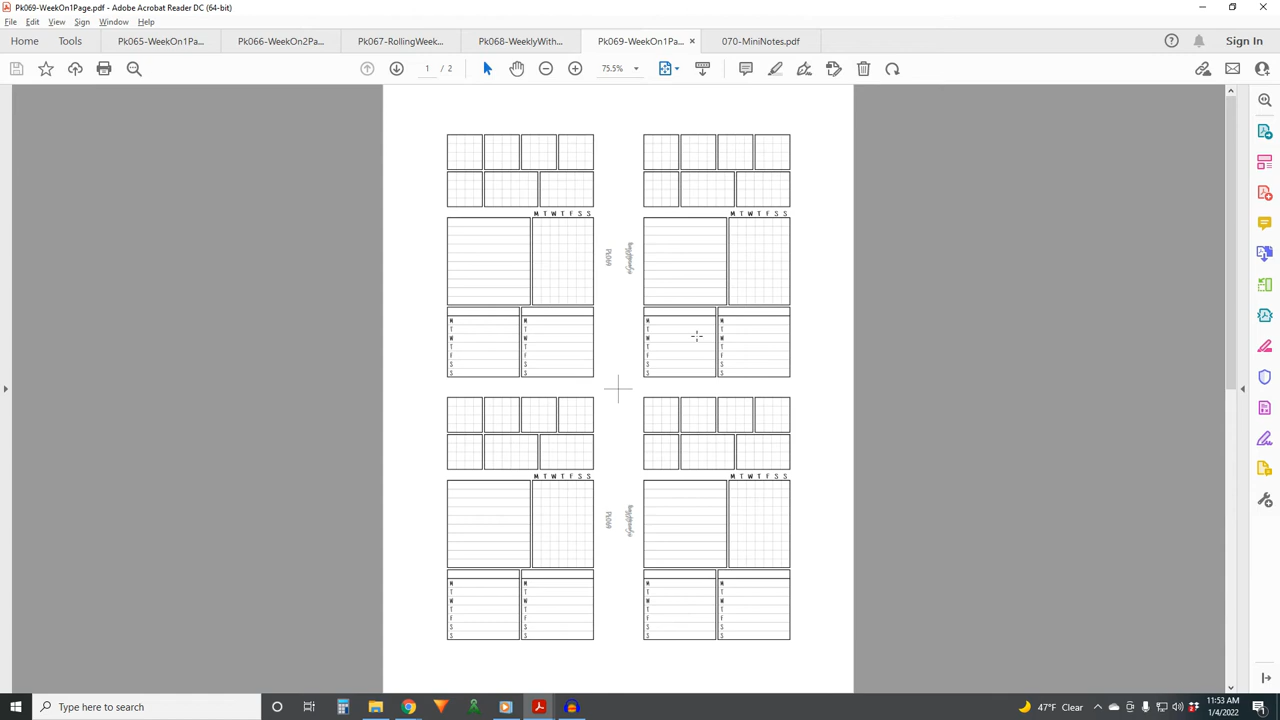 Pk069-WeekOn1Page.pdf - Adobe Acrobat Reader DC (64-bit)
File Edit View Sign Window Help
Home Tools Pk065-WeekOn1Pa... Pk066-WeekOn2Pa... Pk067-RollingWeek... Pk068-WeeklyWith... Pk069-WeekOn1Pa... × 070-MiniNotes.pdf Sign In
1 / 2 75.5%
M T W T F S S M T W T F S S
Pk069
M M M M
T T T T
W W W W
T T T T
F F F F
S S S S
S S S S
M T W T F S S M T W T F S S
Pk069
M M M M
T T T T
W W W W
T T T T
F F F F
S S S S
S S S S
Type here to search 47°F Clear 11:53 AM
1/4/2022